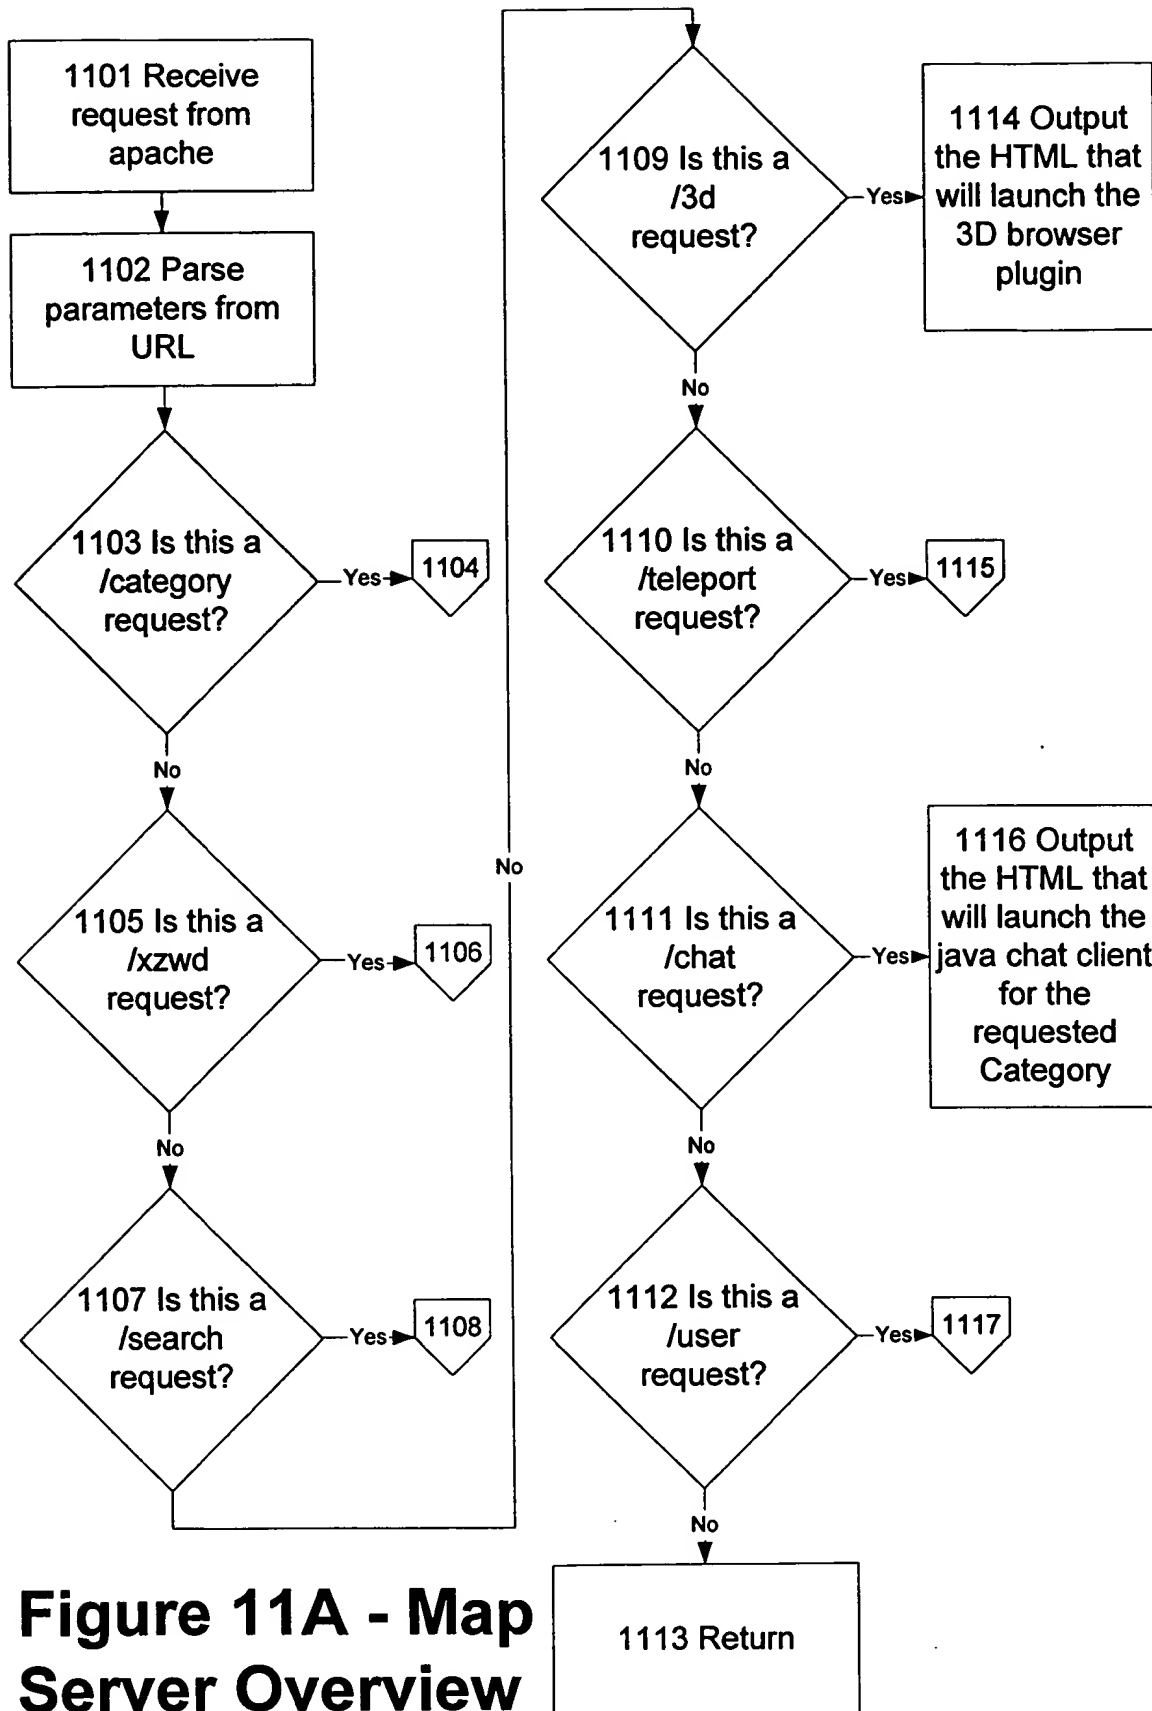 1101 Receive
request from
apache
1102 Parse
parameters from
URL
1103 Is this a
/category
request?
Yes
1104
No
1105 Is this a
/xzwd
request?
Yes
1106
No
1107 Is this a
/search
request?
Yes
1108
No
1109 Is this a
/3d
request?
Yes
1114 Output
the HTML that
will launch the
3D browser
plugin
No
1110 Is this a
/teleport
request?
Yes
1115
No
1111 Is this a
/chat
request?
Yes
1116 Output
the HTML that
will launch the
java chat client
for the
requested
Category
No
1112 Is this a
/user
request?
Yes
1117
No
1113 Return
Figure 11A - Map
Server Overview